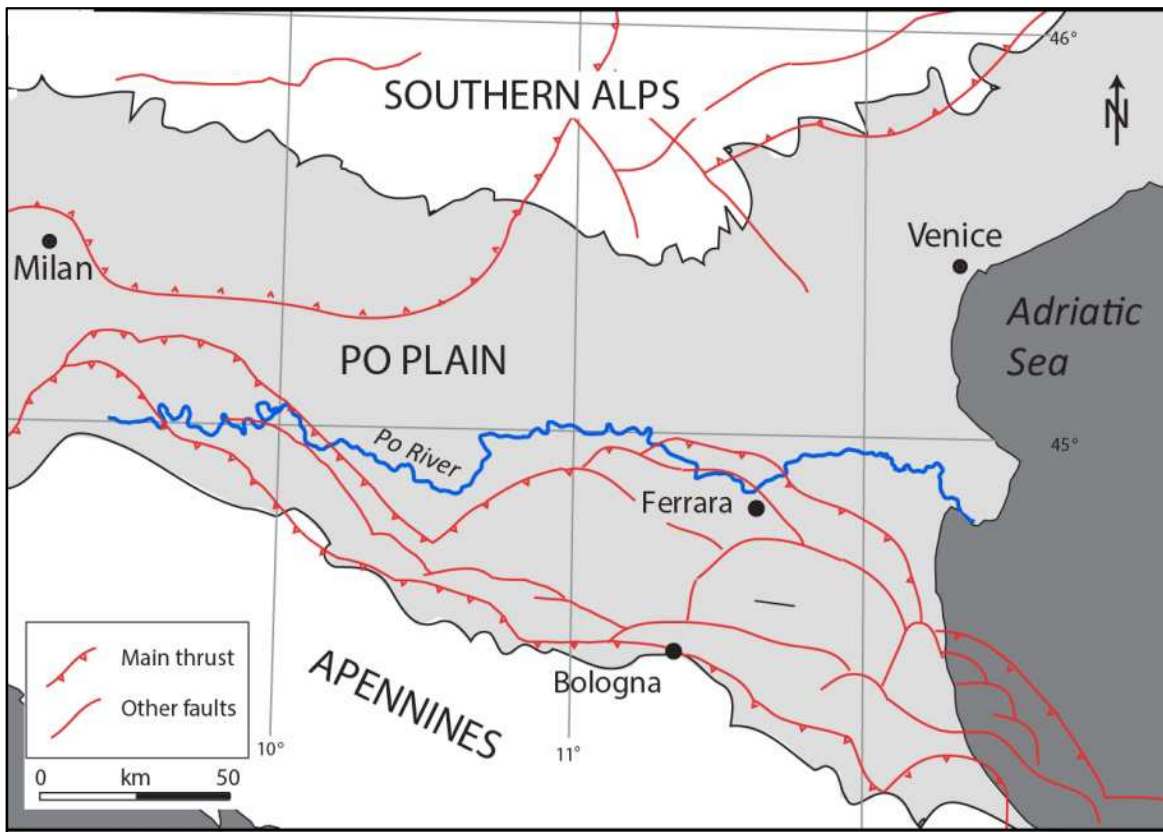 46°
SOUTHERN ALPS
N
Venice
Milan
Adriatic
Sea
PO PLAIN
Po River
45°
Ferrara
Main thrust
Bologna
APENNINES
Other faults
10°
11°
0 km 50